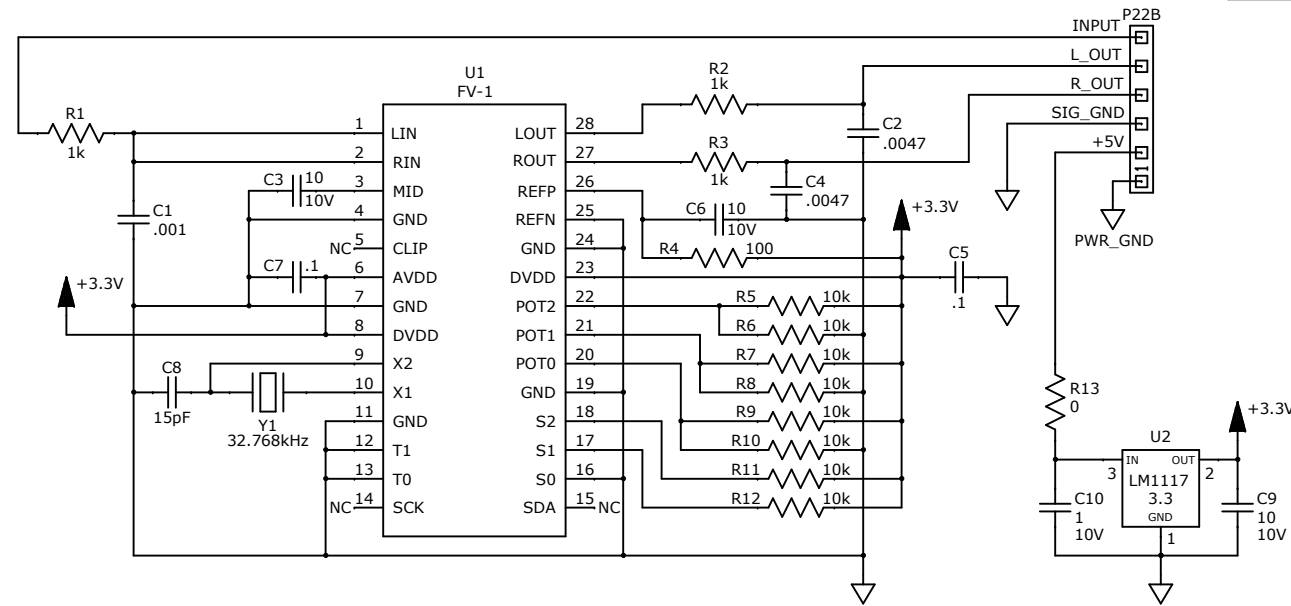 P22B
INPUT
L_OUT
R_OUT
SIG_GND
+5V
1
PWR_GND
U1
FV-1
R1
1k
R2
1k
C2
.0047
R3
1k
C4
.0047
C6
10
10V
R4
100
+3.3V
C5
.1
1 LIN
2 RIN
3 MID
4 GND
NC 5 CLIP
6 AVDD
7 GND
8 DVDD
9 X2
10 X1
11 GND
12 T1
13 T0
NC 14 SCK
LOUT 28
ROUT 27
REFP 26
REFN 25
GND 24
DVDD 23
POT2 22
POT1 21
POT0 20
GND 19
S2 18
S1 17
S0 16
SDA 15 NC
C3
10
10V
C1
.001
C7
.1
+3.3V
C8
15pF
Y1
32.768kHz
R5 10k
R6 10k
R7 10k
R8 10k
R9 10k
R10 10k
R11 10k
R12 10k
R13
0
+3.3V
U2
3 IN OUT 2
LM1117
3.3
GND
1
C10
1
10V
C9
10
10V